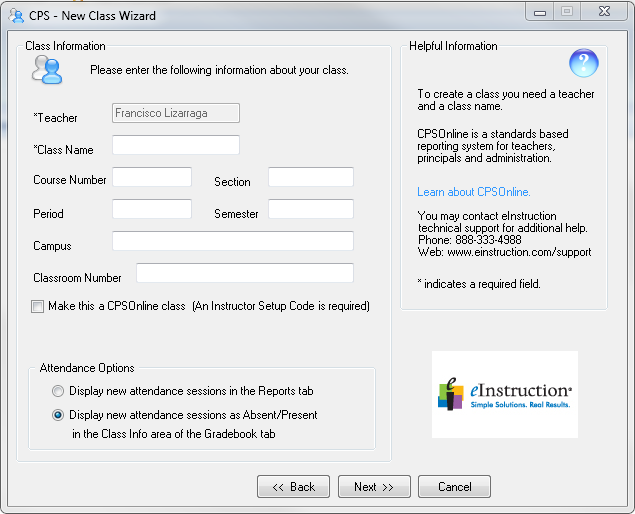 CPS - New Class Wizard
Class Information
Please enter the following information about your class.
*Teacher
Francisco Lizarraga
*Class Name
Course Number
Section
Period
Semester
Campus
Classroom Number
Make this a CPSOnline class (An Instructor Setup Code is required)
Attendance Options
Display new attendance sessions in the Reports tab
Display new attendance sessions as Absent/Present
in the Class Info area of the Gradebook tab
Helpful Information
?
To create a class you need a teacher
and a class name.
CPSOnline is a standards based
reporting system for teachers,
principals and administration.
Learn about CPSOnline.
You may contact eInstruction
technical support for additional help.
Phone: 888-333-4988
Web: www.einstruction.com/support
* indicates a required field.
eInstruction®
Simple Solutions. Real Results.
<< Back
Next >>
Cancel